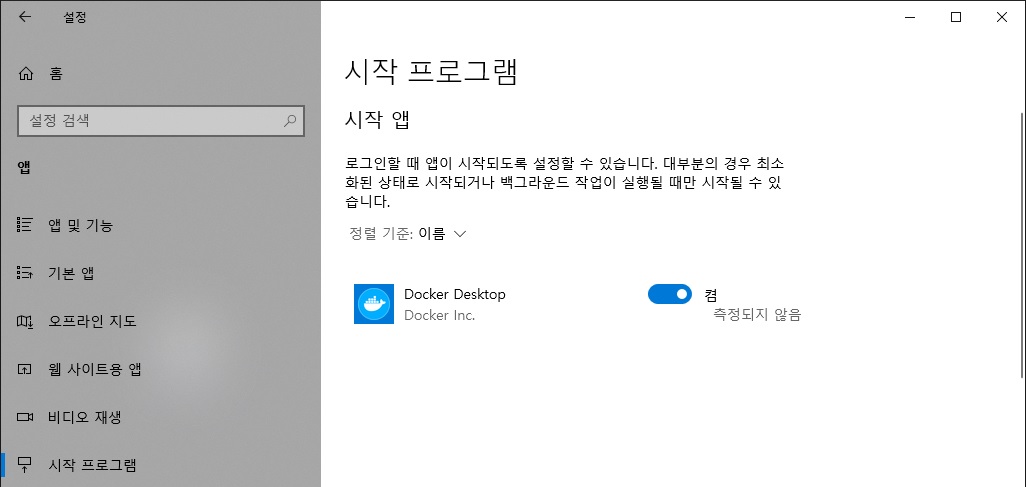 설정
홈
설정 검색
앱
앱 및 기능
기본 앱
오프라인 지도
웹 사이트용 앱
비디오 재생
시작 프로그램
시작 프로그램
시작 앱
로그인할 때 앱이 시작되도록 설정할 수 있습니다. 대부분의 경우 최소
화된 상태로 시작되거나 백그라운드 작업이 실행될 때만 시작될 수 있
습니다.
정렬 기준: 이름
Docker Desktop
Docker Inc.
켬
측정되지 않음